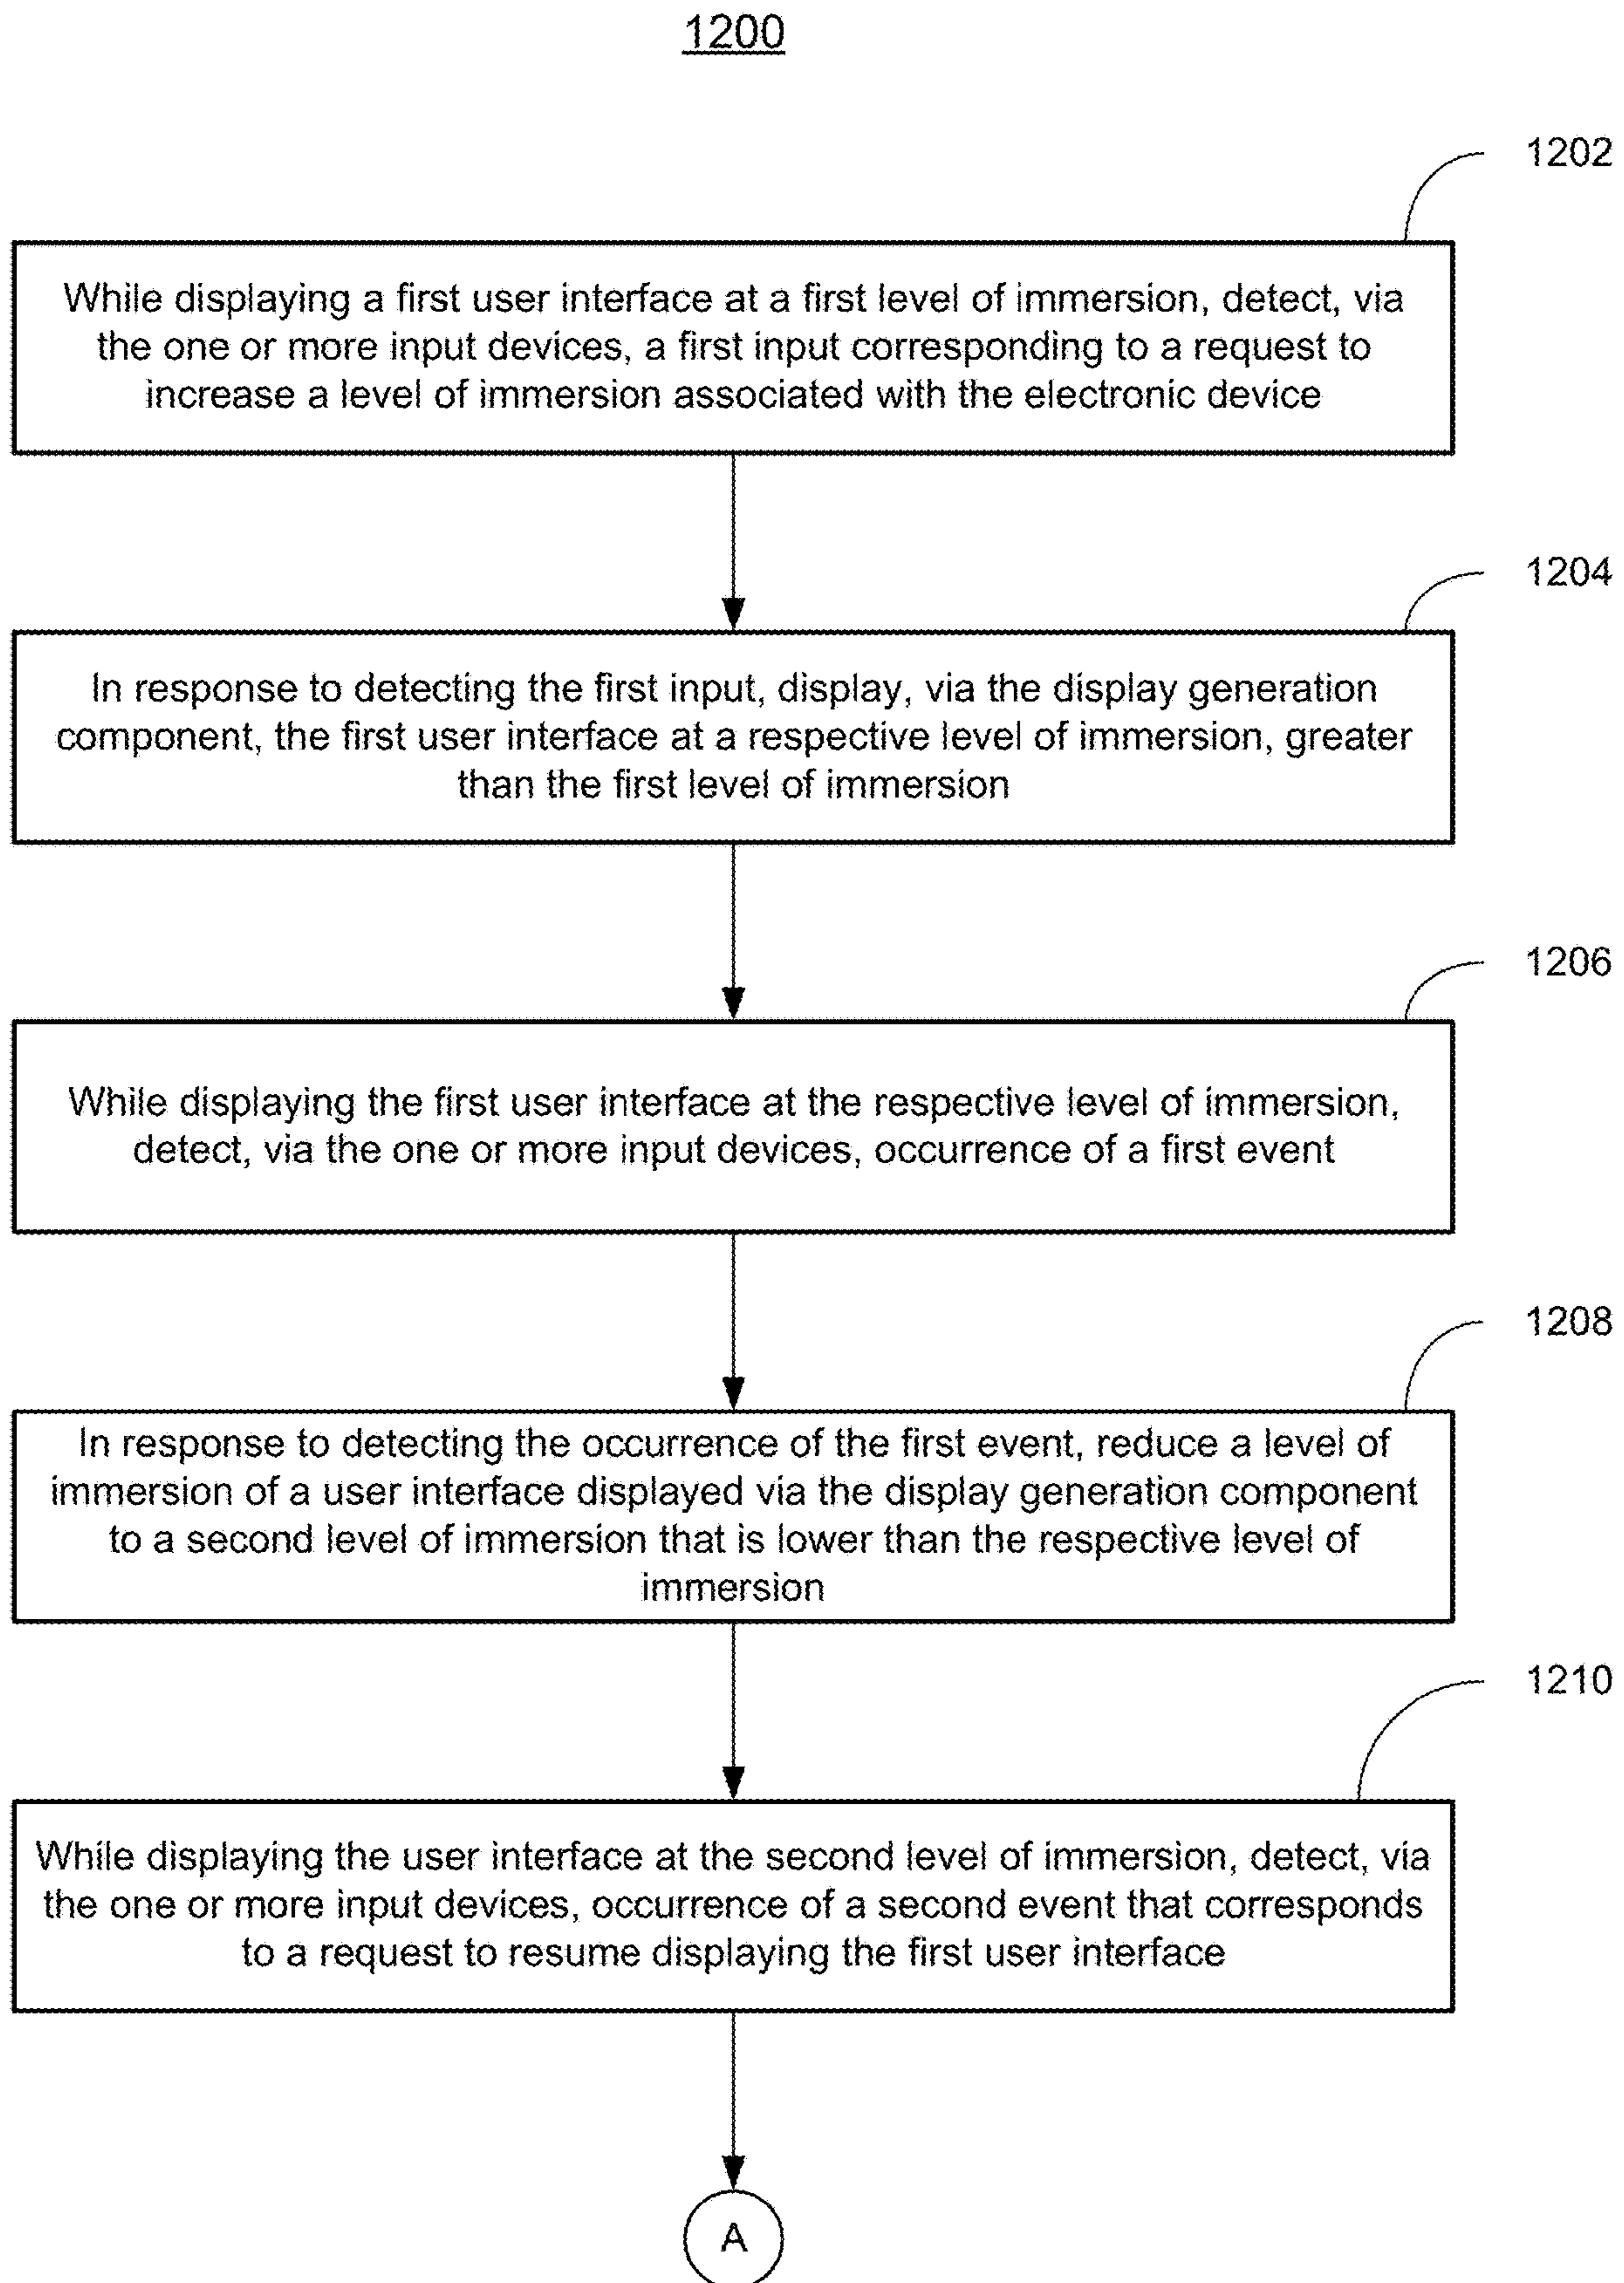 1200
1202
While displaying a first user interface at a first level of immersion, detect, via
the one or more input devices, a first input corresponding to a request to
increase a level of immersion associated with the electronic device
1204
In response to detecting the first input, display, via the display generation
component, the first user interface at a respective level of immersion, greater
than the first level of immersion
1206
While displaying the first user interface at the respective level of immersion,
detect, via the one or more input devices, occurrence of a first event
1208
In response to detecting the occurrence of the first event, reduce a level of
immersion of a user interface displayed via the display generation component
to a second level of immersion that is lower than the respective level of
immersion
1210
While displaying the user interface at the second level of immersion, detect, via
the one or more input devices, occurrence of a second event that corresponds
to a request to resume displaying the first user interface
A